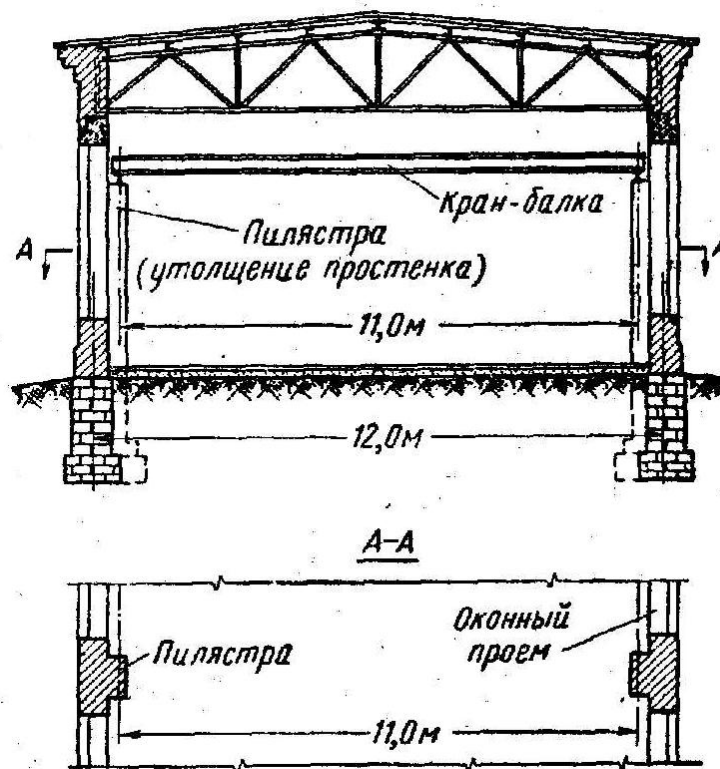 Кран-балка
Пилястра
(утолщение простенка)
А
А
11,0м
12,0м
А-А
Оконный
проем
Пилястра
11,0м